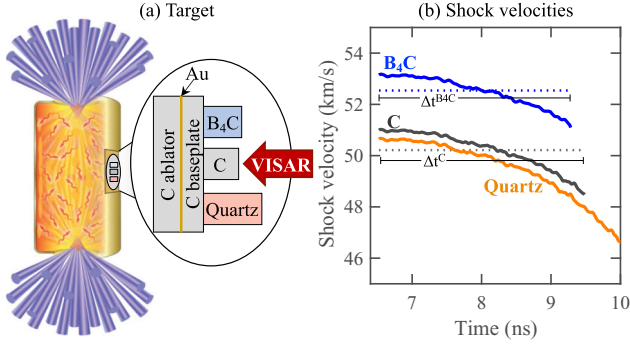 (a) Target
Au
C ablator
C baseplate
B₄C
C
VISAR
Quartz
(b) Shock velocities
Shock velocity (km/s)
54
52
50
48
46
B₄C
Δt^B4C
C
Δt^C
Quartz
7
8
9
10
Time (ns)